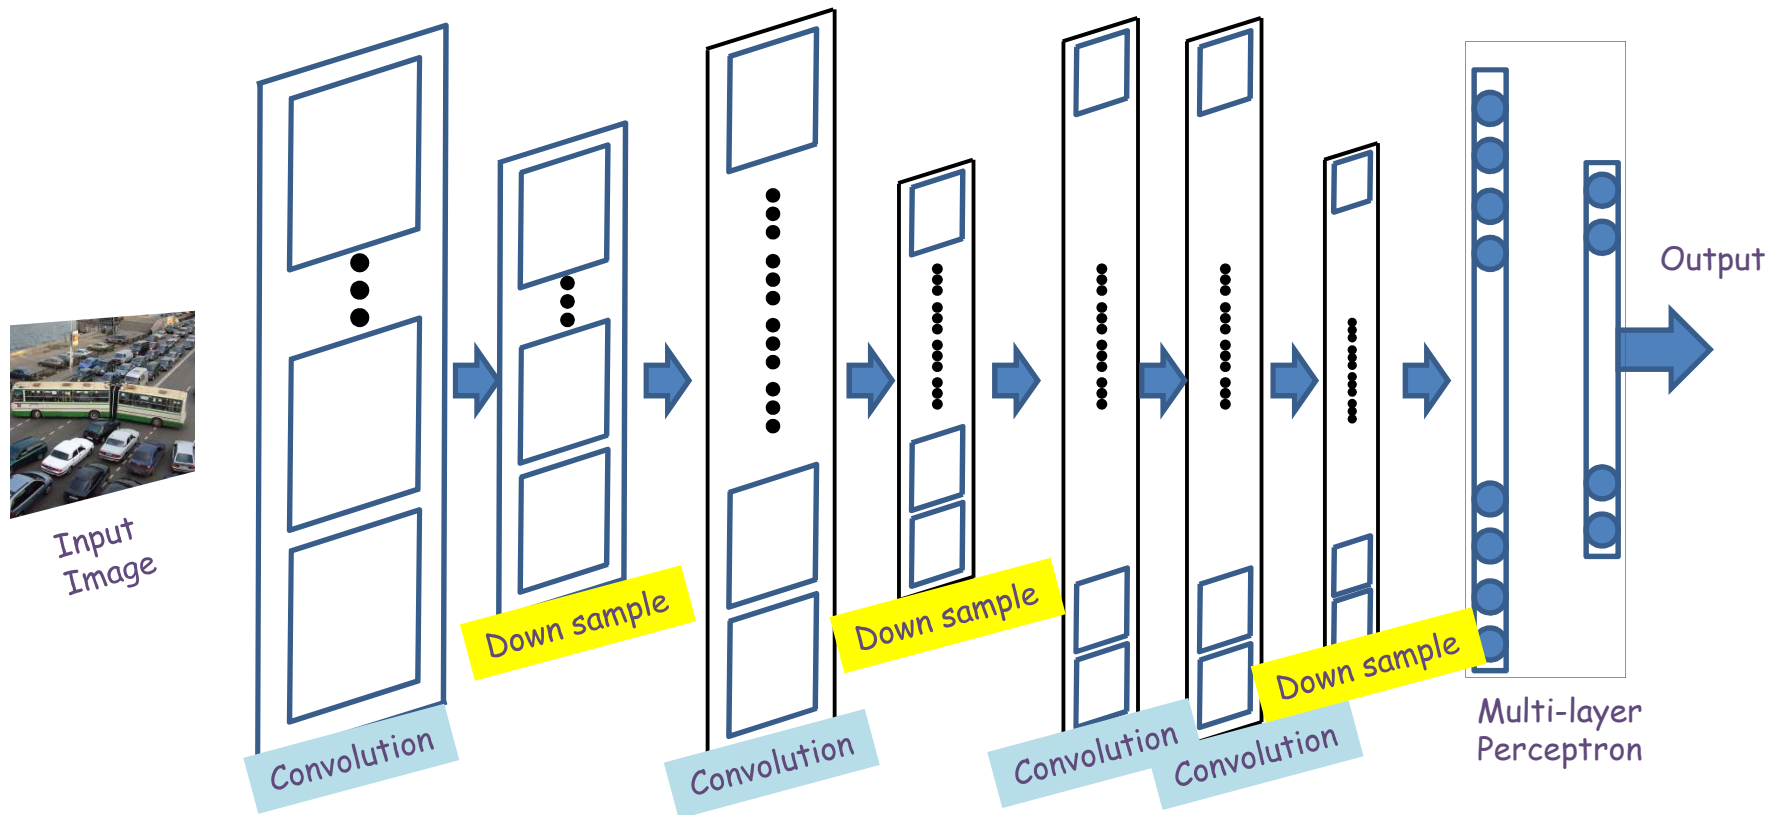 Input
Image
Convolution
Down sample
Convolution
Down sample
Convolution
Convolution
Down sample
Multi-layer
Perceptron
Output